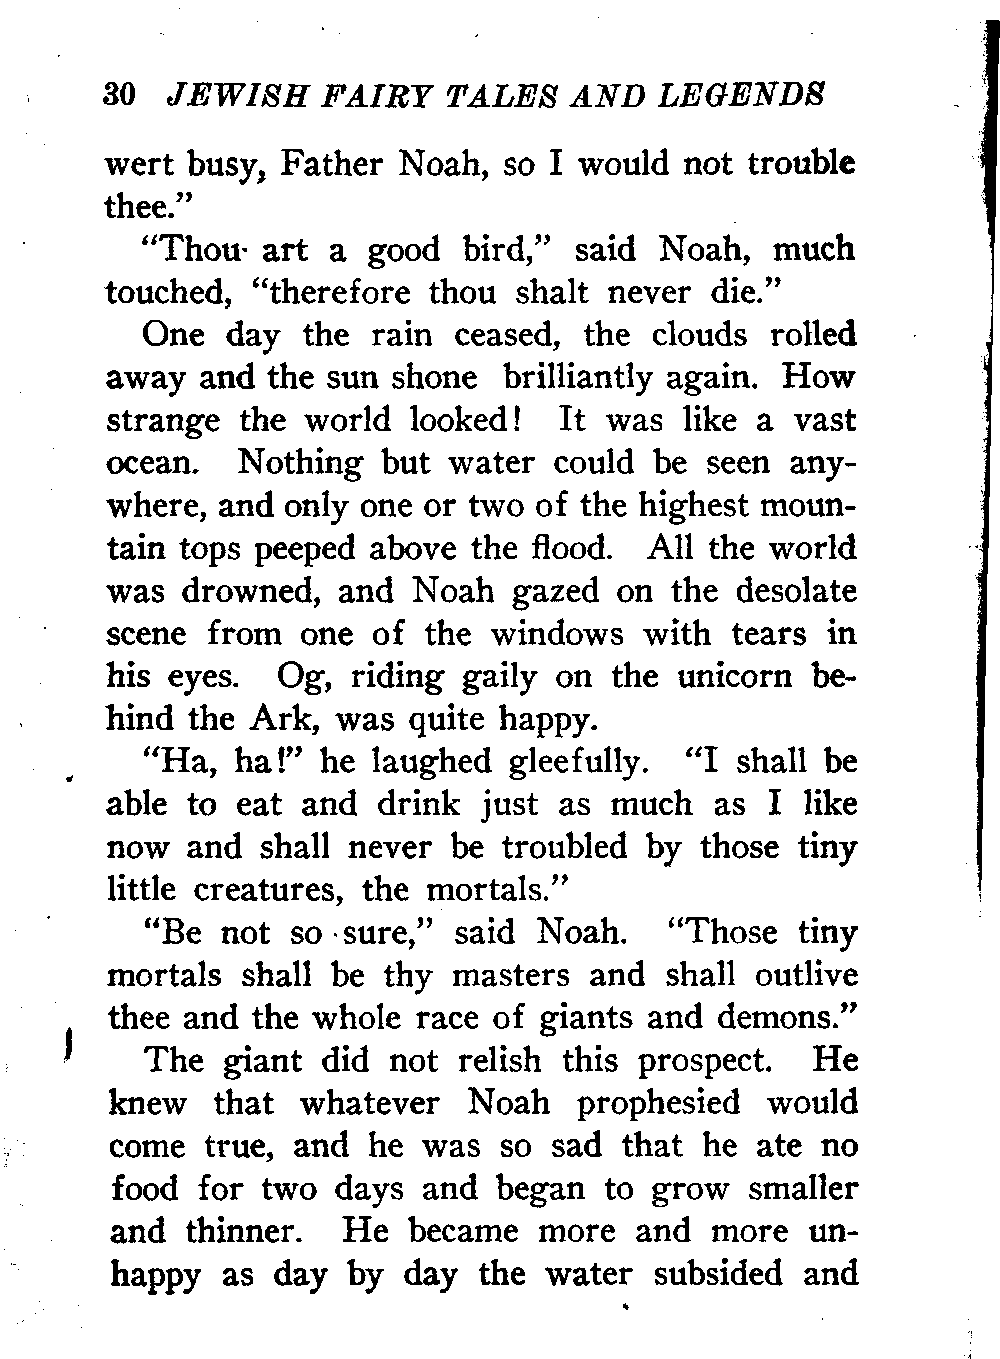 30 JEWISH FAIRY TALES AND LEGENDS
wert busy, Father Noah, so I would not trouble
thee.”
“Thou art a good bird,” said Noah, much
touched, “therefore thou shalt never die.”
One day the rain ceased, the clouds rolled
away and the sun shone brilliantly again. How
strange the world looked! It was like a vast
ocean. Nothing but water could be seen any-
where, and only one or two of the highest moun-
tain tops peeped above the flood. All the world
was drowned, and Noah gazed on the desolate
scene from one of the windows with tears in
his eyes. Og, riding gaily on the unicorn be-
hind the Ark, was quite happy.
“Ha, ha!” he laughed gleefully. “I shall be
able to eat and drink just as much as I like
now and shall never be troubled by those tiny
little creatures, the mortals.”
“Be not so sure,” said Noah. “Those tiny
mortals shall be thy masters and shall outlive
thee and the whole race of giants and demons.”
The giant did not relish this prospect. He
knew that whatever Noah prophesied would
come true, and he was so sad that he ate no
food for two days and began to grow smaller
and thinner. He became more and more un-
happy as day by day the water subsided and